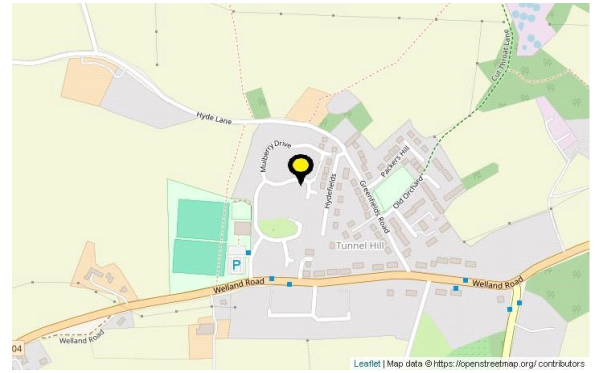 Cut Throat Lane
Hyde Lane
Mulberry Drive
Packers Hill
Hydefields
Greenfields Road
Old Orchard
Tunnel Hill
P
Welland Road
Welland Road
Welland Road
04
Leaflet | Map data © https://openstreetmap.org/ contributors